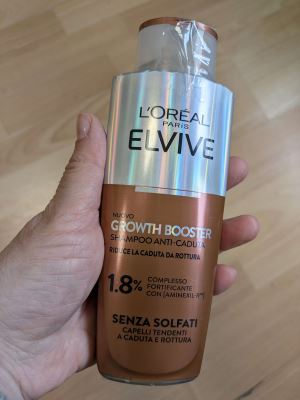 L'ORÉAL
PARIS
ELVIVE
NUOVO
GROWTH BOOSTER
SHAMPOO ANTI-CADUTA
RIDUCE LA CADUTA DA ROTTURA
1.8% COMPLESSO
FORTIFICANTE
CON [AMINEXIL-R**]
SENZA SOLFATI
CAPELLI TENDENTI
A CADUTA E ROTTURA